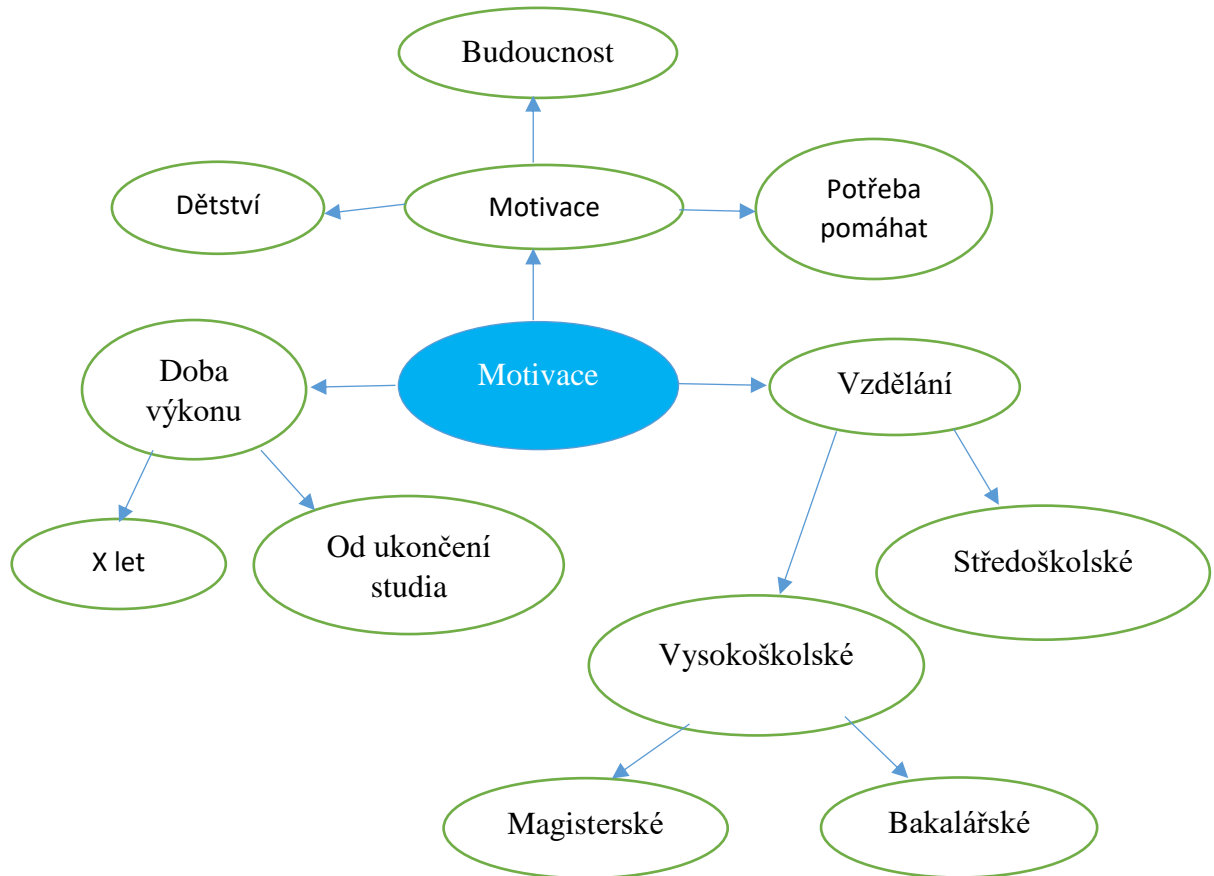 Budoucnost
Dětství
Motivace
Potřeba
pomáhat
Doba
výkonu
Motivace
Vzdělání
X let
Od ukončení
studia
Středoškolské
Vysokoškolské
Magisterské
Bakalářské